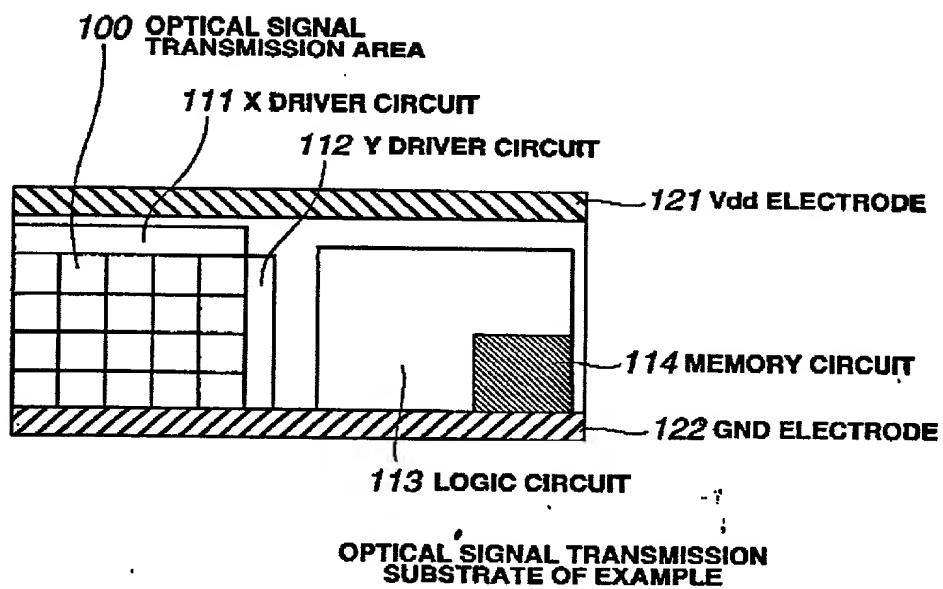 100 OPTICAL SIGNAL
TRANSMISSION AREA
111 X DRIVER CIRCUIT
112 Y DRIVER CIRCUIT
121 Vdd ELECTRODE
114 MEMORY CIRCUIT
122 GND ELECTRODE
113 LOGIC CIRCUIT
OPTICAL SIGNAL TRANSMISSION
SUBSTRATE OF EXAMPLE